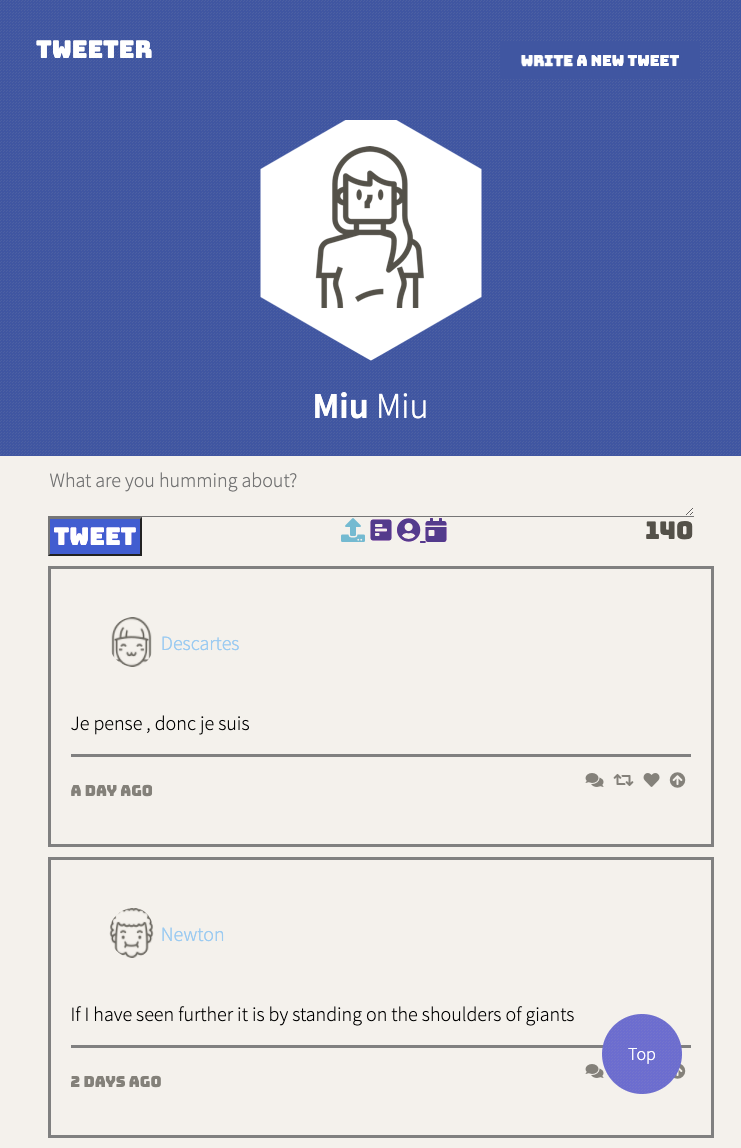 TWEETER
WRITE A NEW TWEET
Miu Miu
What are you humming about?
TWEET
140
Descartes
Je pense , donc je suis
A DAY AGO
Newton
If I have seen further it is by standing on the shoulders of giants
Top
2 DAYS AGO